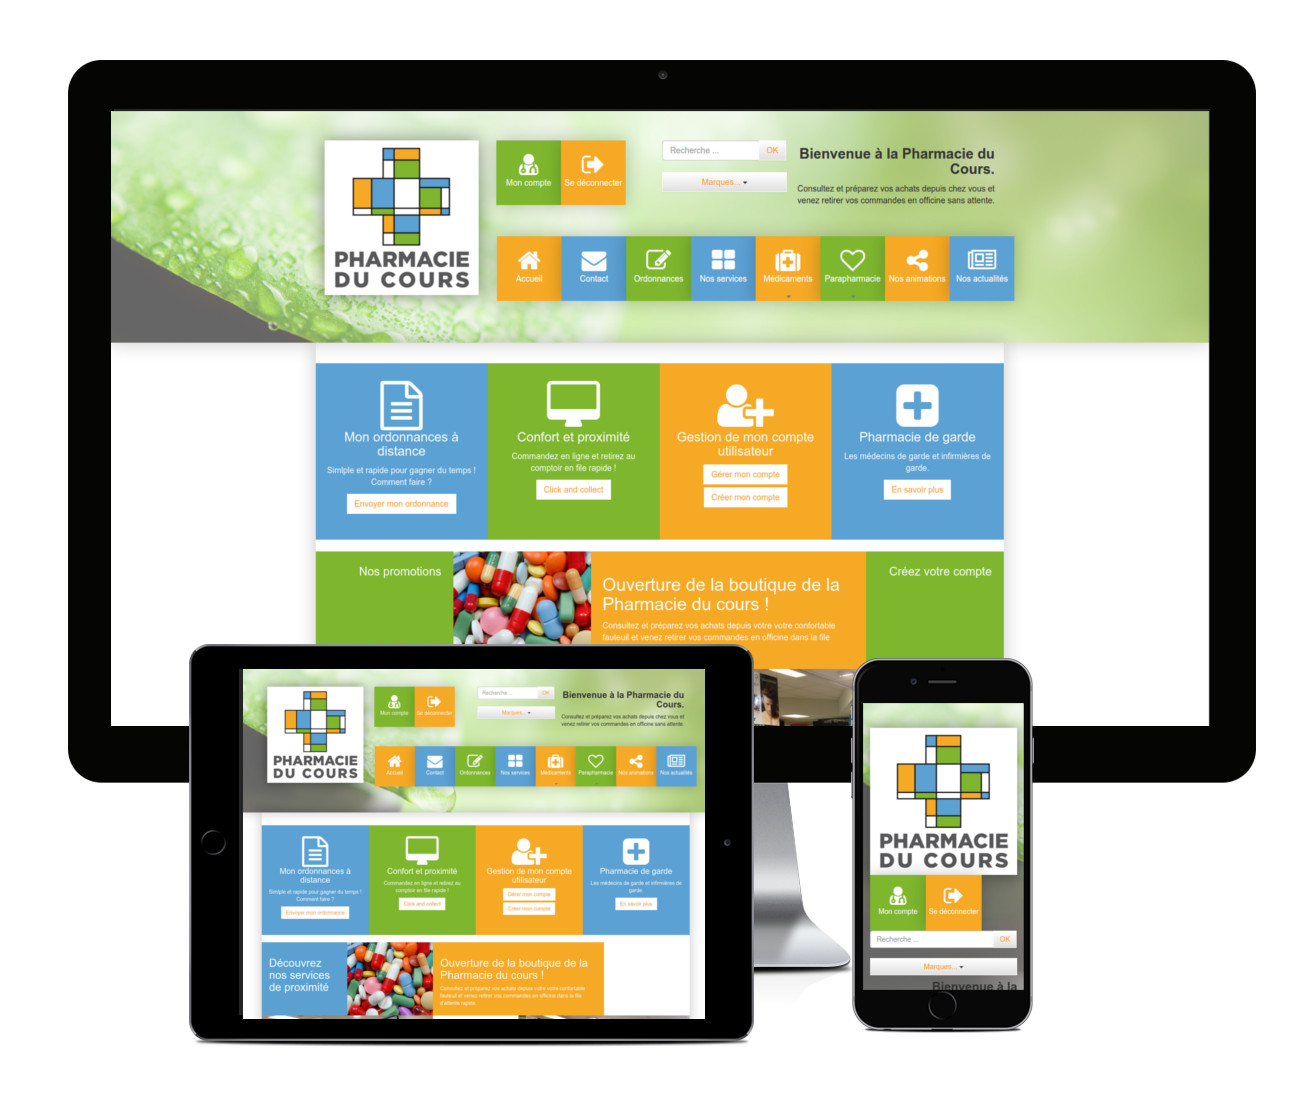 PHARMACIE
DU COURS
Mon compte
Se déconnecter
Recherche ...
OK
Marques...
Bienvenue à la Pharmacie du
Cours.
Consultez et préparez vos achats depuis chez vous et
venez retirer vos commandes en officine sans attente.
Accueil
Contact
Ordonnances
Nos services
Médicaments
Parapharmacie
Nos animations
Nos actualités
Mon ordonnances à
distance
Simlple et rapide pour gagner du temps !
Comment faire ?
Envoyer mon ordonnance
Confort et proximité
Commandez en ligne et retirez au
comptoir en file rapide !
Click and collect
Gestion de mon compte
utilisateur
Gérer mon compte
Créer mon compte
Pharmacie de garde
Les médecins de garde et infirmières de
garde.
En savoir plus
Nos promotions
Ouverture de la boutique de la
Pharmacie du cours !
Consultez et préparez vos achats depuis votre votre confortable
fauteuil et venez retirer vos commandes en officine dans la file
Créez votre compte
PHARMACIE
DU COURS
Mon compte
Se déconnecter
Recherche ...
OK
Marques...
Bienvenue à la Pharmacie du
Cours.
Consultez et préparez vos achats depuis chez vous et
venez retirer vos commandes en officine sans attente.
Accueil
Contact
Ordonnances
Nos services
Médicaments
Parapharmacie
Nos animations
Nos actualités
Mon ordonnances à
distance
Simlple et rapide pour gagner du temps !
Comment faire ?
Envoyer mon ordonnance
Confort et proximité
Commandez en ligne et retirez au
comptoir en file rapide !
Click and collect
Gestion de mon compte
utilisateur
Gérer mon compte
Créer mon compte
Pharmacie de garde
Les médecins de garde et infirmières de
garde.
En savoir plus
Découvrez
nos services
de proximité
Ouverture de la boutique de la
Pharmacie du cours !
Consultez et préparez vos achats depuis votre votre confortable
fauteuil et venez retirer vos commandes en officine dans la file
d'attente rapide.
PHARMACIE
DU COURS
Mon compte
Se déconnecter
Recherche ...
OK
Marques...
Bienvenue à la